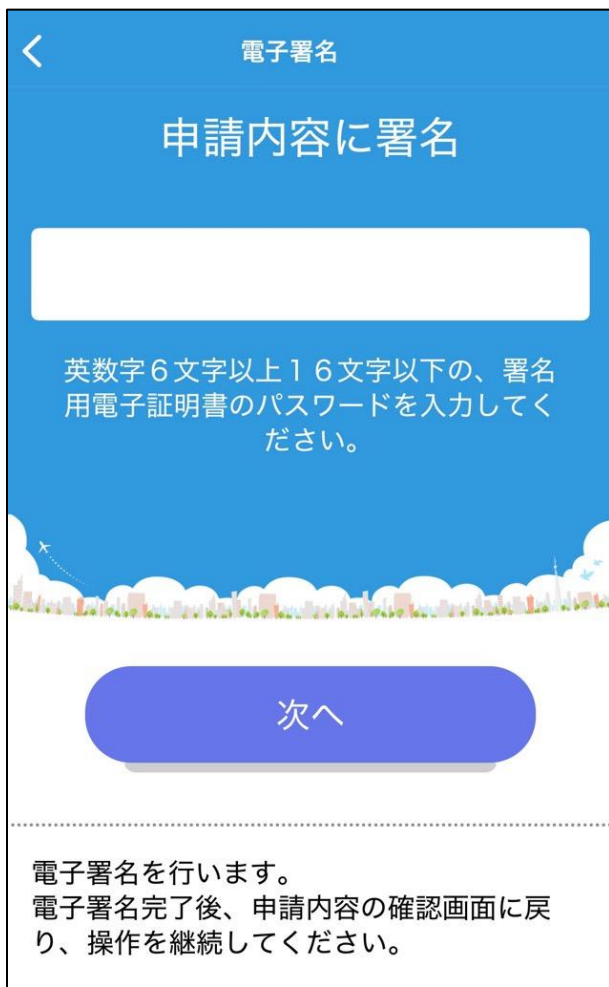 電子署名
申請内容に署名
英数字６文字以上１６文字以下の、署名
用電子証明書のパスワードを入力してく
ださい。
次へ
電子署名を行います。
電子署名完了後、申請内容の確認画面に戻
り、操作を継続してください。